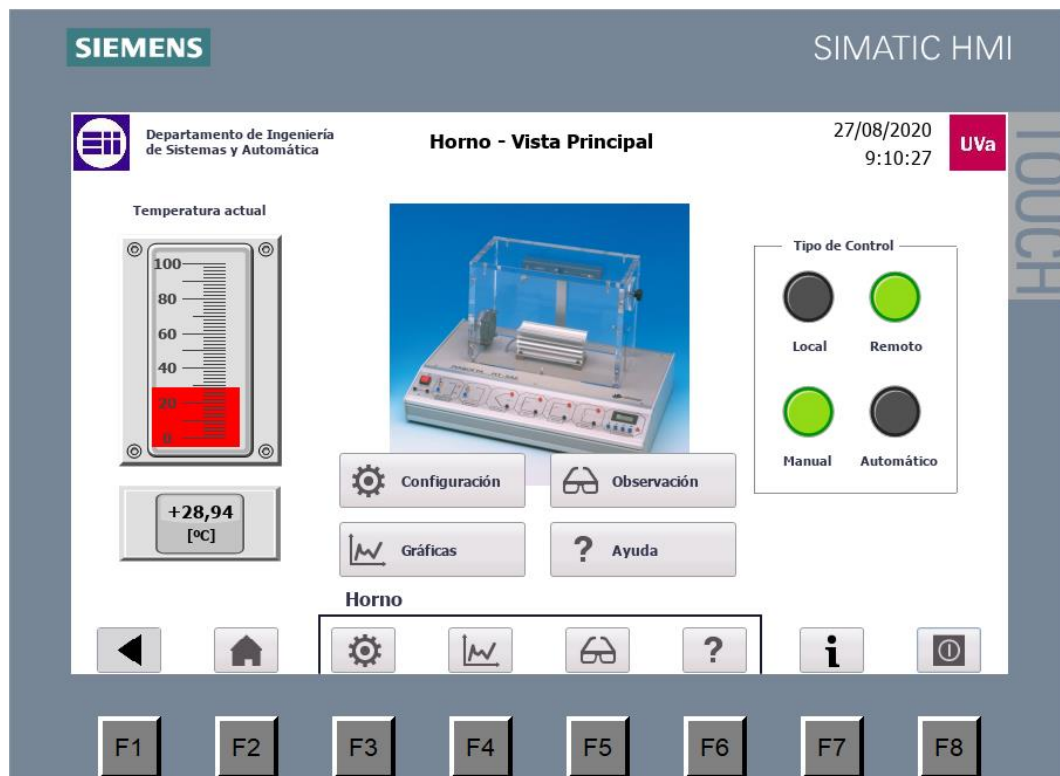 SIEMENS
SIMATIC HMI
TOUCH
Departamento de Ingeniería
de Sistemas y Automática
Horno - Vista Principal
27/08/2020
9:10:27
UVa
Temperatura actual
100
80
60
40
20
0
+28,94
[ºC]
Tipo de Control
Local
Remoto
Manual
Automático
Configuración
Observación
Gráficas
? Ayuda
Horno
?
i
F1
F2
F3
F4
F5
F6
F7
F8